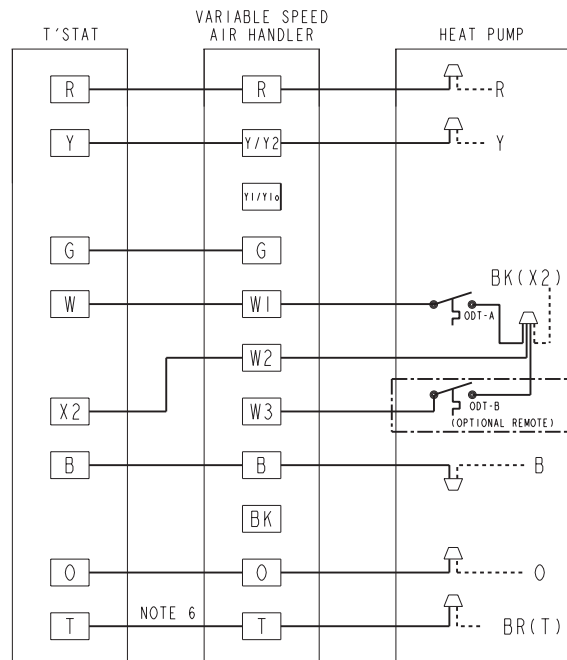 VARIABLE SPEED
T'STAT AIR HANDLER HEAT PUMP
R R R
Y Y/Y2 Y
Y1/Y1o
G G
BK(X2)
W W1
ODT-A
W2
X2 W3 ODT-B
(OPTIONAL REMOTE)
B B B
BK
O O O
NOTE 6
T T BR(T)